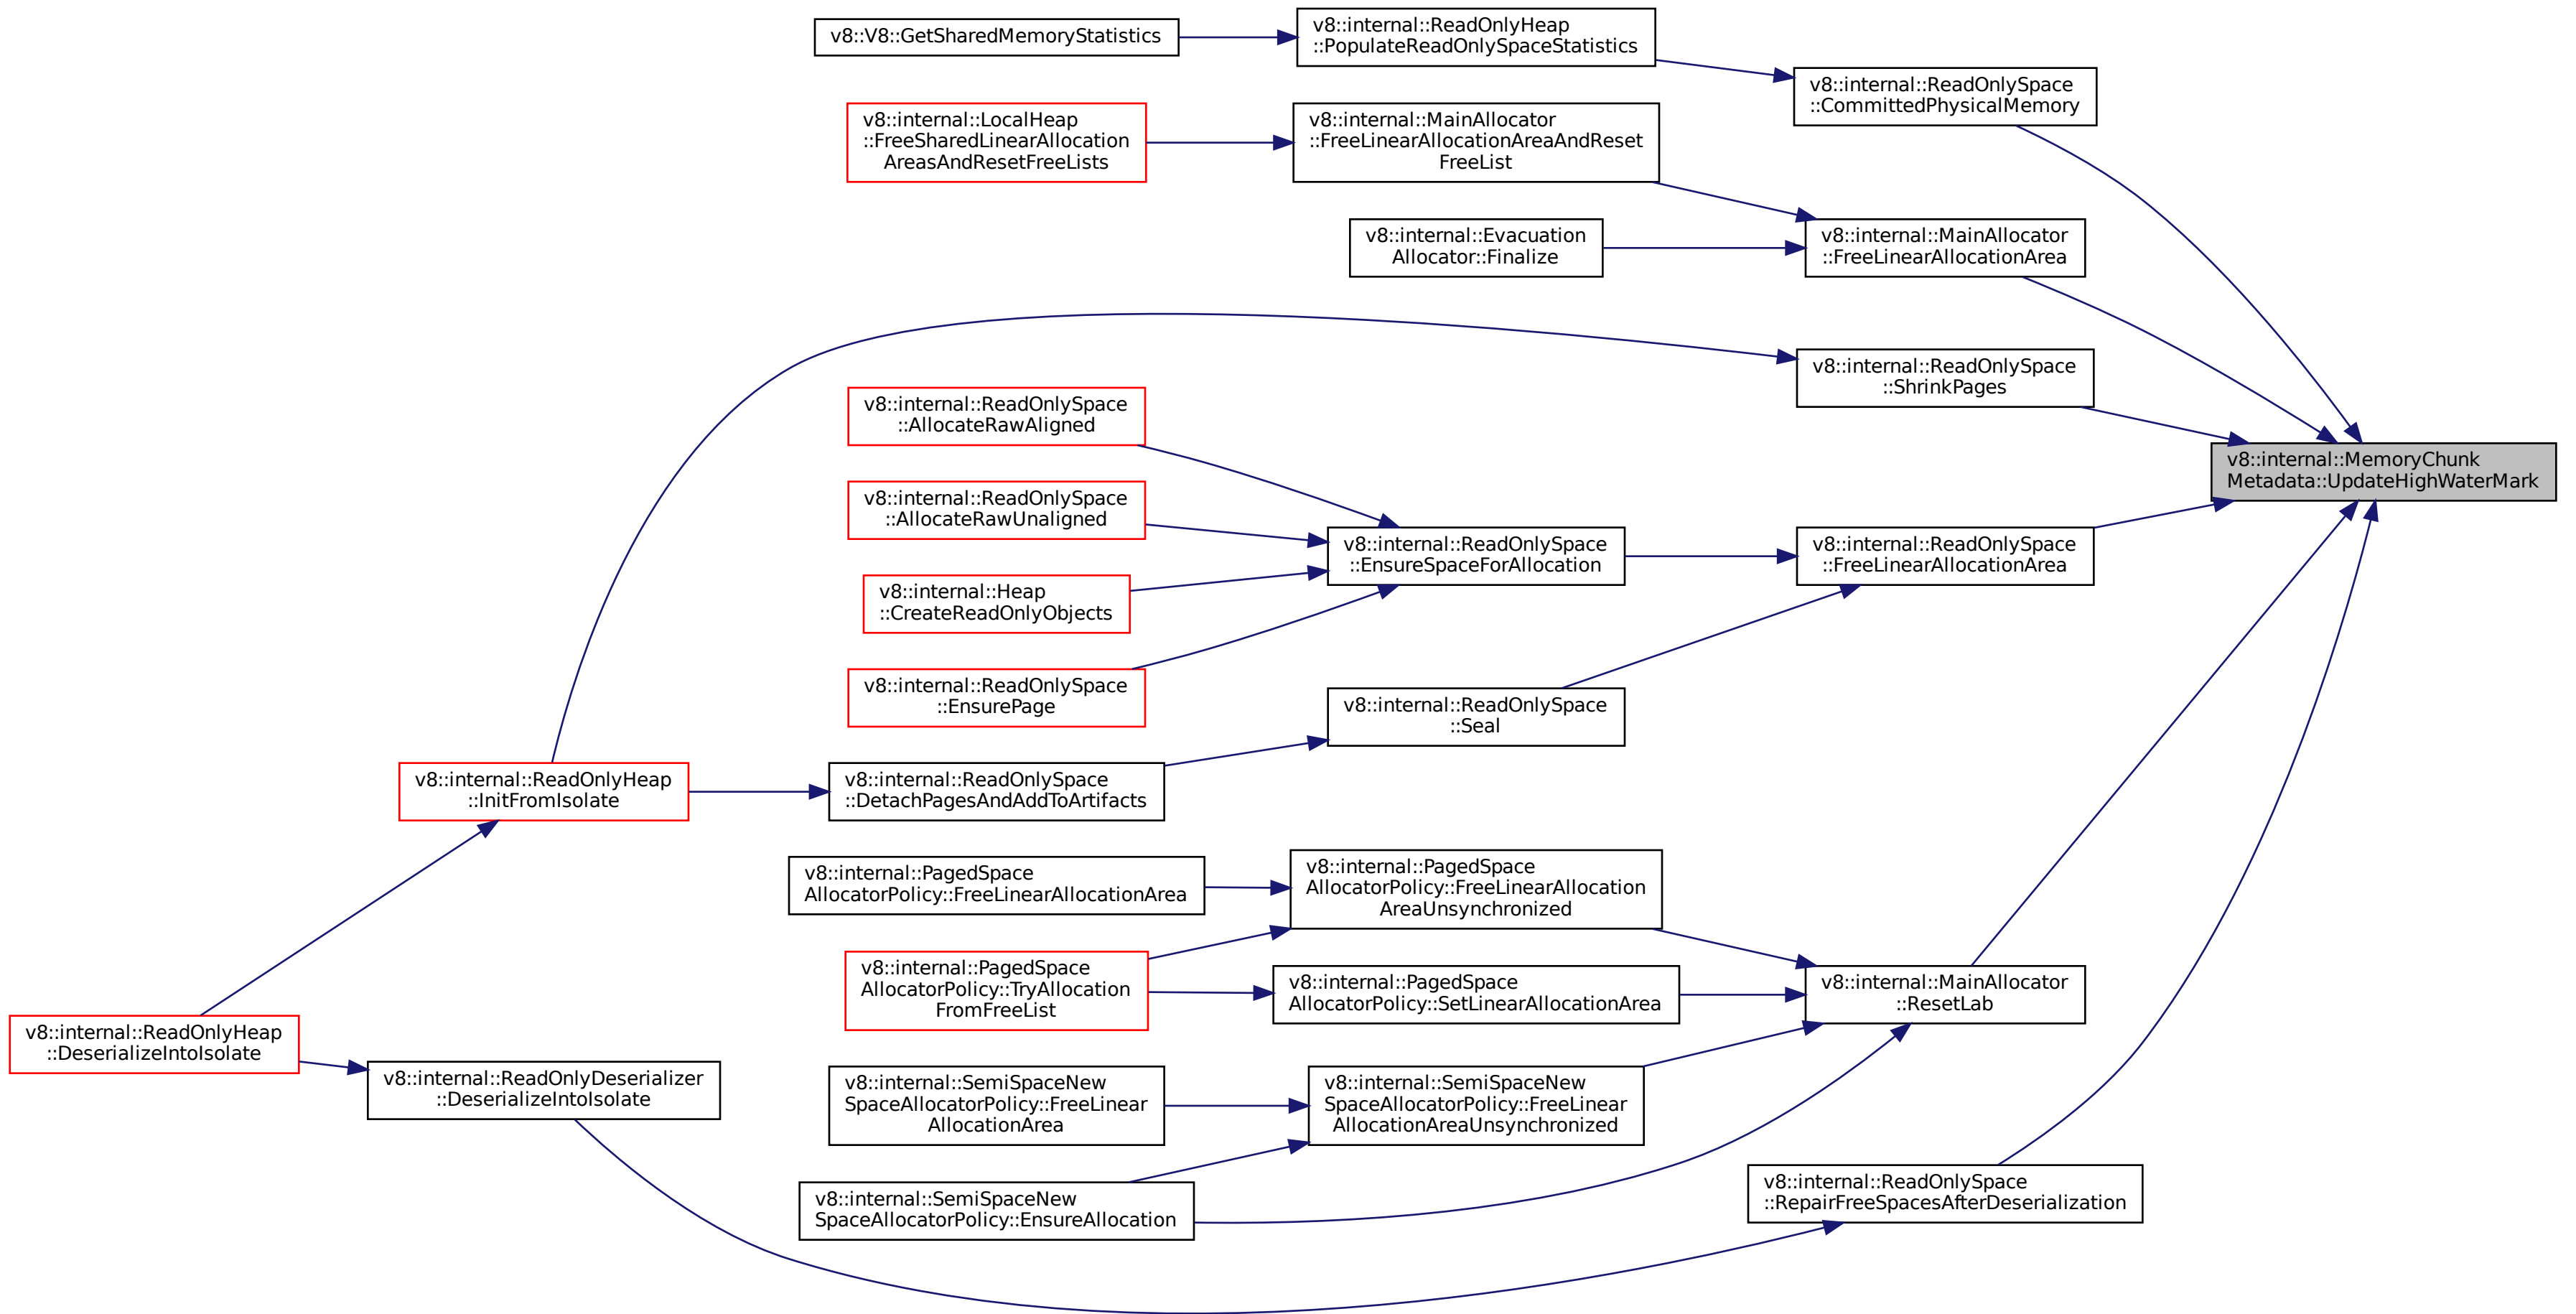 v8::V8::GetSharedMemoryStatistics
v8::internal::ReadOnlyHeap
::PopulateReadOnlySpaceStatistics
v8::internal::ReadOnlySpace
::CommittedPhysicalMemory
v8::internal::LocalHeap
::FreeSharedLinearAllocation
AreasAndResetFreeLists
v8::internal::MainAllocator
::FreeLinearAllocationAreaAndReset
FreeList
v8::internal::Evacuation
Allocator::Finalize
v8::internal::MainAllocator
::FreeLinearAllocationArea
v8::internal::ReadOnlySpace
::ShrinkPages
v8::internal::ReadOnlySpace
::AllocateRawAligned
v8::internal::MemoryChunk
Metadata::UpdateHighWaterMark
v8::internal::ReadOnlySpace
::AllocateRawUnaligned
v8::internal::ReadOnlySpace
::EnsureSpaceForAllocation
v8::internal::ReadOnlySpace
::FreeLinearAllocationArea
v8::internal::Heap
::CreateReadOnlyObjects
v8::internal::ReadOnlySpace
::EnsurePage
v8::internal::ReadOnlySpace
::Seal
v8::internal::ReadOnlyHeap
::InitFromIsolate
v8::internal::ReadOnlySpace
::DetachPagesAndAddToArtifacts
v8::internal::PagedSpace
AllocatorPolicy::FreeLinearAllocationArea
v8::internal::PagedSpace
AllocatorPolicy::FreeLinearAllocation
AreaUnsynchronized
v8::internal::PagedSpace
AllocatorPolicy::TryAllocation
FromFreeList
v8::internal::PagedSpace
AllocatorPolicy::SetLinearAllocationArea
v8::internal::MainAllocator
::ResetLab
v8::internal::ReadOnlyHeap
::DeserializeIntoIsolate
v8::internal::ReadOnlyDeserializer
::DeserializeIntoIsolate
v8::internal::SemiSpaceNew
SpaceAllocatorPolicy::FreeLinear
AllocationArea
v8::internal::SemiSpaceNew
SpaceAllocatorPolicy::FreeLinear
AllocationAreaUnsynchronized
v8::internal::SemiSpaceNew
SpaceAllocatorPolicy::EnsureAllocation
v8::internal::ReadOnlySpace
::RepairFreeSpacesAfterDeserialization